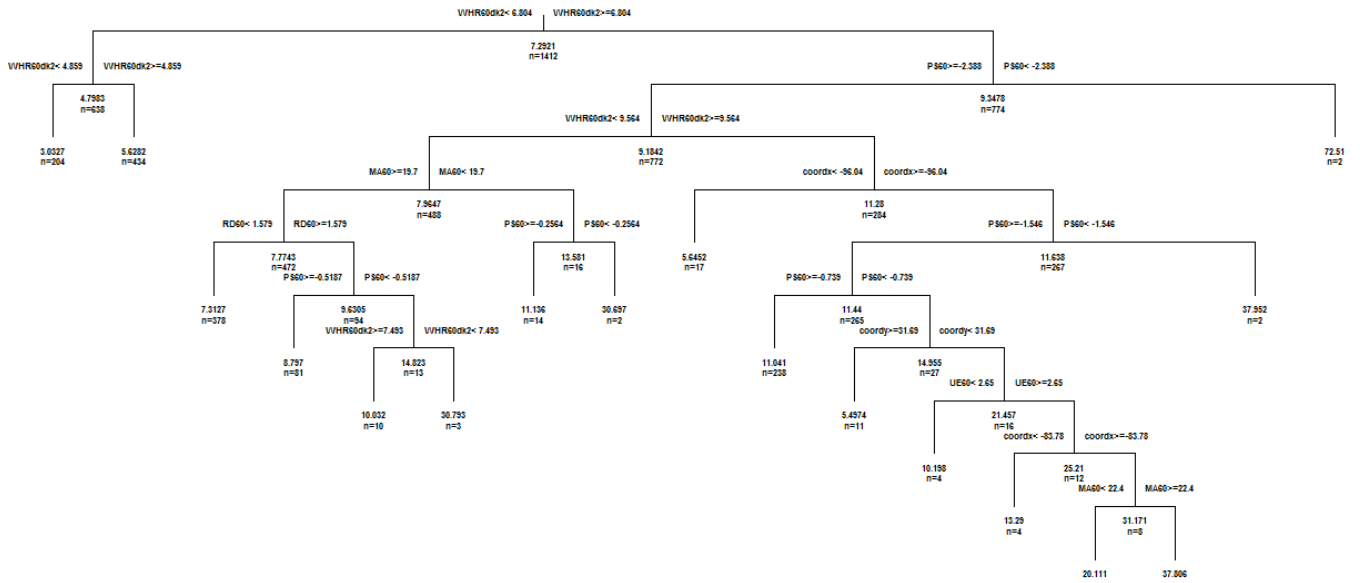 WHR60dk2< 6.804 WHR60dk2>=6.804
7.2921
n=1412
WHR60dk2< 4.859 WHR60dk2>=4.859
PS60>=-2.388 PS60< -2.388
4.7983
n=638
9.3478
n=774
WHR60dk2< 9.564 WHR60dk2>=9.564
3.0327
n=204
5.6282
n=434
9.1842
n=772
72.51
n=2
MA60>=19.7 MA60< 19.7
coordx< -96.04 coordx>=-96.04
7.9647
n=488
11.28
n=284
RD60< 1.579 RD60>=1.579
PS60>=-0.2564 PS60< -0.2564
PS60>=-1.546 PS60< -1.546
7.7743
n=472
13.581
n=16
5.6452
n=17
11.638
n=267
PS60>=-0.5187 PS60< -0.5187
PS60>=-0.739 PS60< -0.739
7.3127
n=378
9.6305
n=94
11.136
n=14
30.697
n=2
11.44
n=265
37.952
n=2
WHR60dk2>=7.493 WHR60dk2< 7.493
coordy>=31.69 coordy< 31.69
8.797
n=81
14.823
n=13
11.041
n=238
14.955
n=27
UE60< 2.65 UE60>=2.65
10.032
n=10
30.793
n=3
5.4974
n=11
21.457
n=16
coordx< -83.78 coordx>=-83.78
10.198
n=4
25.21
n=12
MA60< 22.4 MA60>=22.4
13.29
n=4
31.171
n=8
20.111
37.806